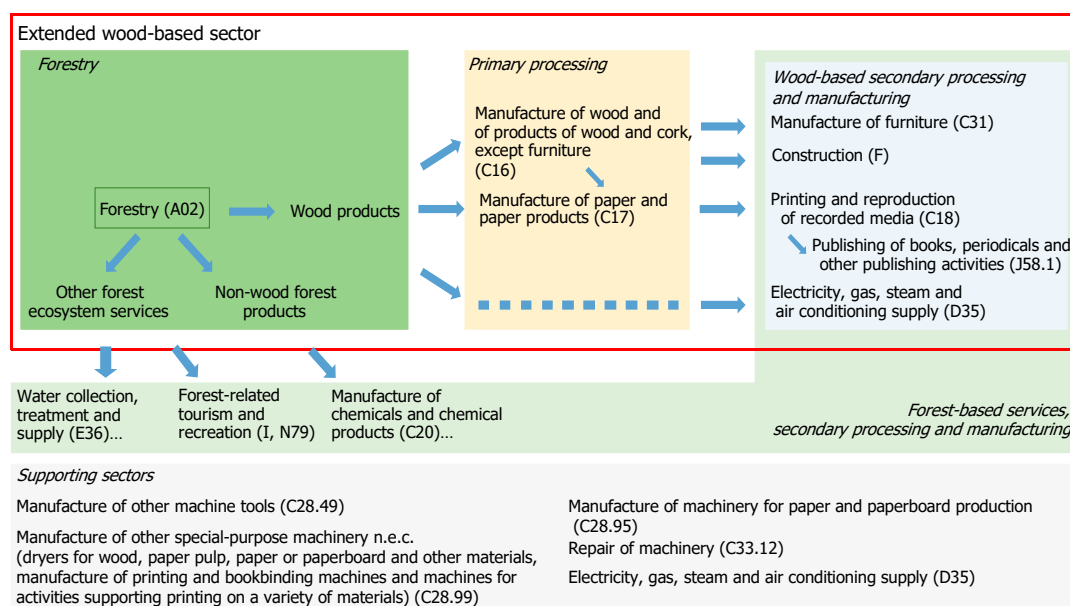 Extended wood-based sector
Forestry
Forestry (A02)
Wood products
Other forest
ecosystem services
Non-wood forest
products
Primary processing
Manufacture of wood and
of products of wood and cork,
except furniture
(C16)
Manufacture of paper and
paper products (C17)
Wood-based secondary processing
and manufacturing
Manufacture of furniture (C31)
Construction (F)
Printing and reproduction
of recorded media (C18)
Publishing of books, periodicals and
other publishing activities (J58.1)
Electricity, gas, steam and
air conditioning supply (D35)
Water collection,
treatment and
supply (E36)...
Forest-related
tourism and
recreation (I, N79)
Manufacture of
chemicals and chemical
products (C20)...
Forest-based services,
secondary processing and manufacturing
Supporting sectors
Manufacture of other machine tools (C28.49)
Manufacture of other special-purpose machinery n.e.c.
(dryers for wood, paper pulp, paper or paperboard and other materials,
manufacture of printing and bookbinding machines and machines for
activities supporting printing on a variety of materials) (C28.99)
Manufacture of machinery for paper and paperboard production
(C28.95)
Repair of machinery (C33.12)
Electricity, gas, steam and air conditioning supply (D35)